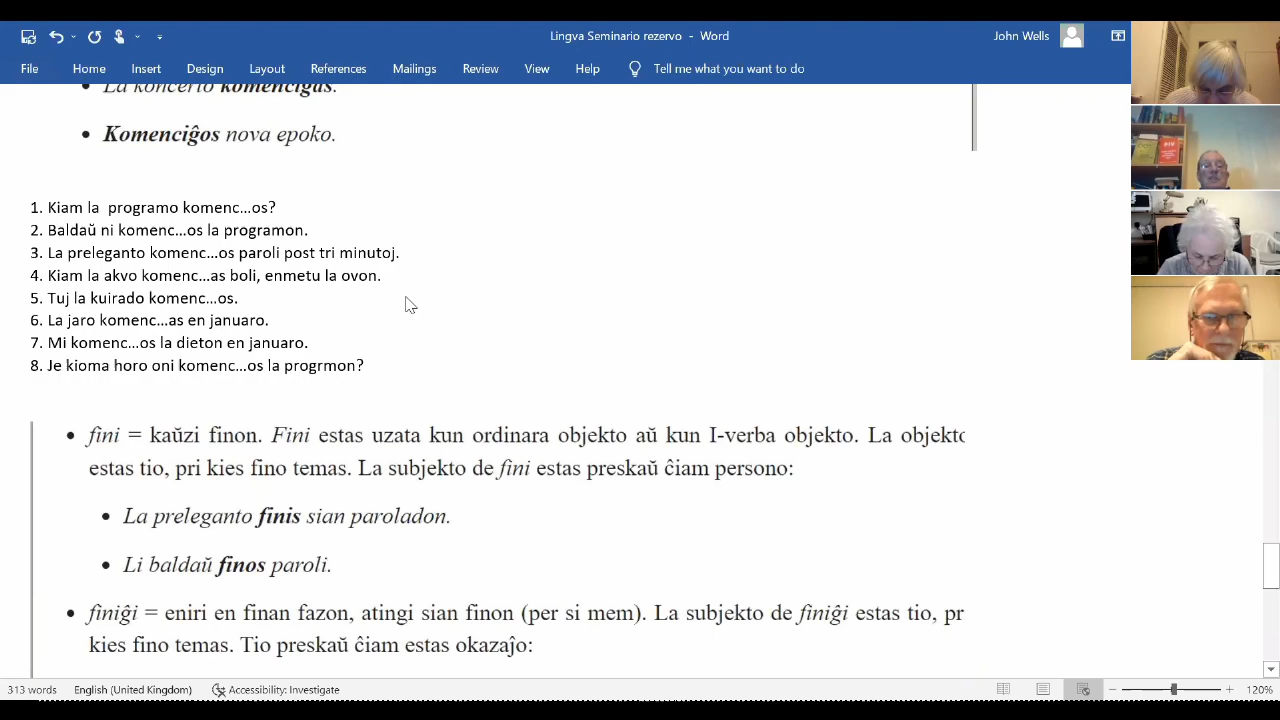 Lingva Seminario rezervo - Word
John Wells
File Home Insert Design Layout References Mailings Review View Help Tell me what you want to do
• La koncerto komenciĝas.
• Komenciĝos nova epoko.
1. Kiam la programo komenc...os?
2. Baldaŭ ni komenc...os la programon.
3. La preleganto komenc...os paroli post tri minutoj.
4. Kiam la akvo komenc...as boli, enmetu la ovon.
5. Tuj la kuirado komenc...os.
6. La jaro komenc...as en januaro.
7. Mi komenc...os la dieton en januaro.
8. Je kioma horo oni komenc...os la progrmon?
• fini = kaŭzi finon. Fini estas uzata kun ordinara objekto aŭ kun I-verba objekto. La objekto
estas tio, pri kies fino temas. La subjekto de fini estas preskaŭ ĉiam persono:
• La preleganto finis sian paroladon.
• Li baldaŭ finos paroli.
• finiĝi = eniri en finan fazon, atingi sian finon (per si mem). La subjekto de finiĝi estas tio, pr
kies fino temas. Tio preskaŭ ĉiam estas okazaĵo:
313 words English (United Kingdom) Accessibility: Investigate 120%